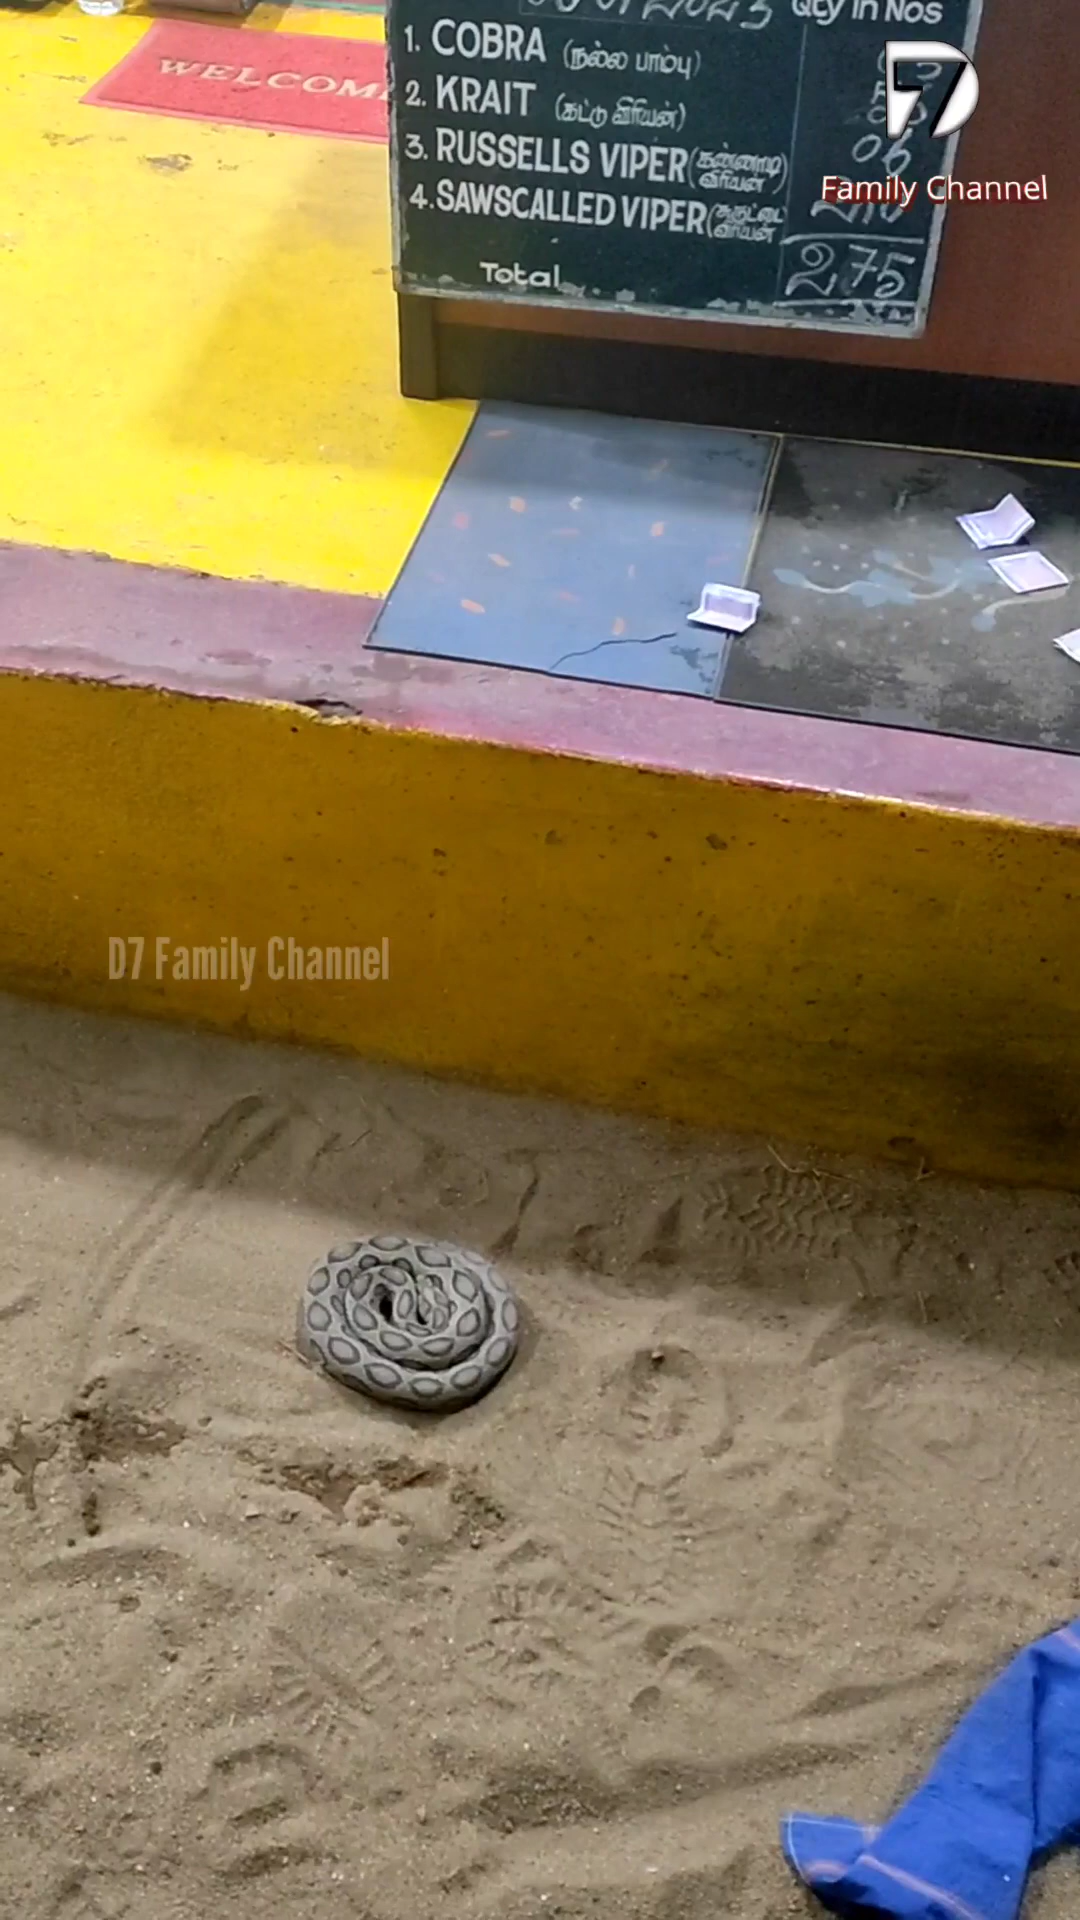 Qty in Nos
WELCOM
1. COBRA (நல்ல பாம்பு)
2. KRAIT (கட்டு விரியன்)
3. RUSSELLS VIPER (கண்ணாடி விரியன்) 06
4. SAWSCALLED VIPER (சுருட்டை விரியன்
Total 275
D7
Family Channel
D7 Family Channel